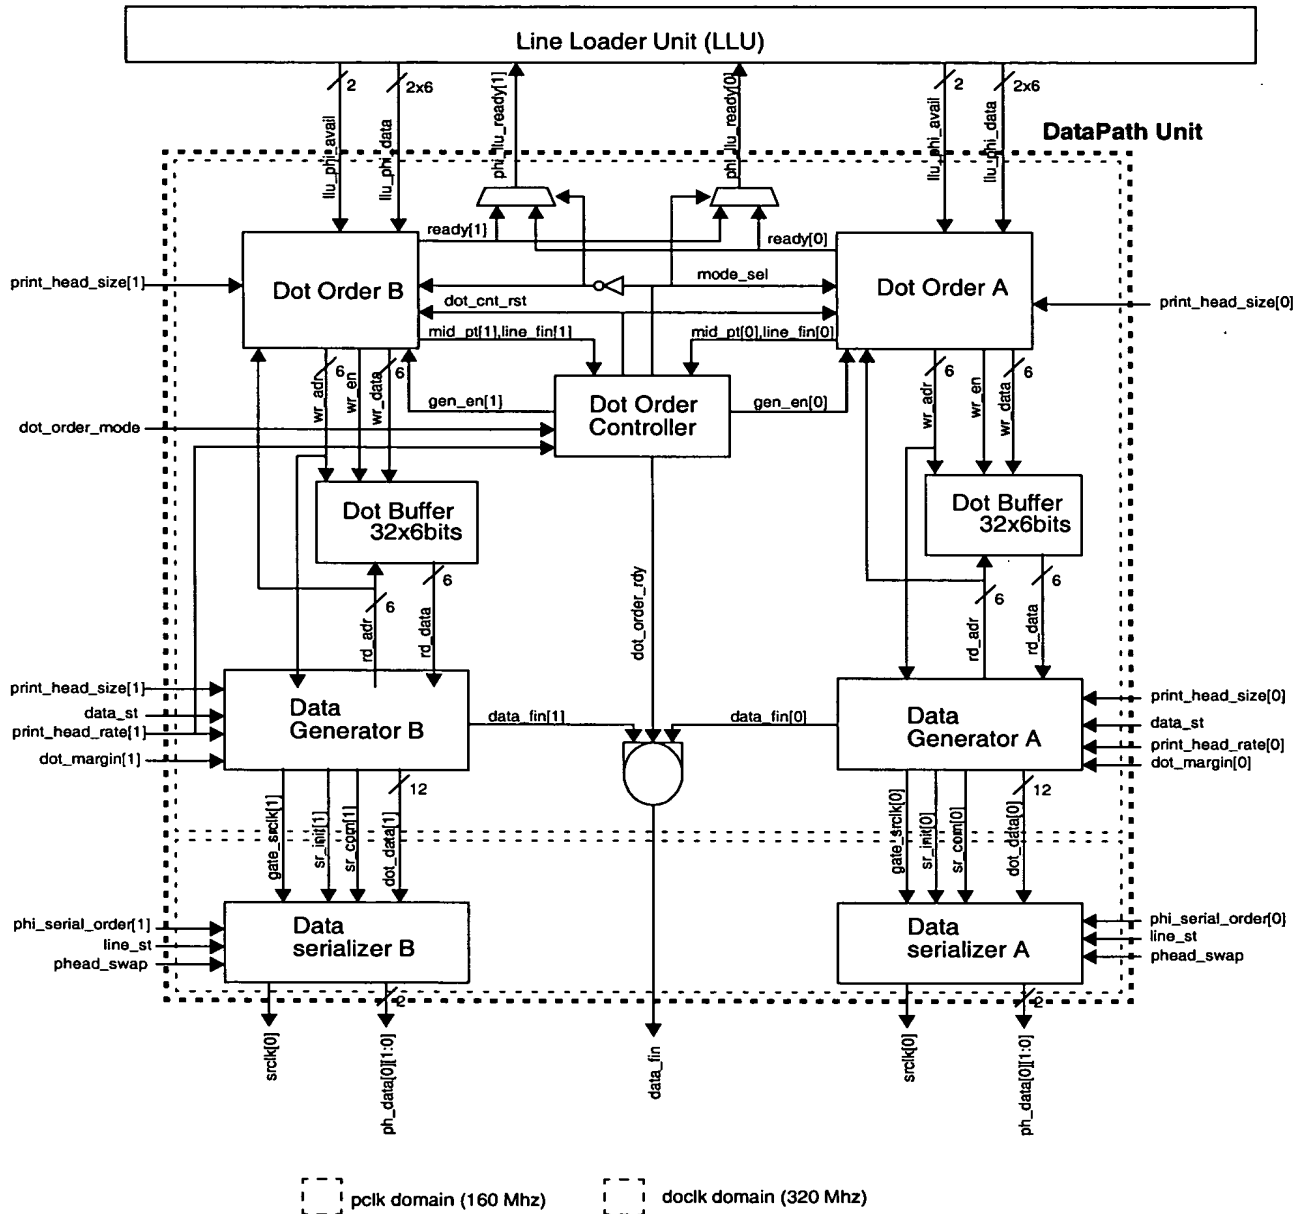 Line Loader Unit (LLU)
2
2x6
phi_llu_ready[1]
phi_llu_ready[0]
2
2x6
llu_phi_avail
llu_phi_data
llu_phi_avail
llu_phi_data
DataPath Unit
ready[1]
ready[0]
print_head_size[1]
Dot Order B
mode_sel
Dot Order A
dot_cnt_rst
print_head_size[0]
mid_pt[1],line_fin[1]
mid_pt[0],line_fin[0]
wr_adr
6
wr_en
wr_data
6
gen_en[1]
Dot Order
Controller
gen_en[0]
wr_adr
6
wr_en
wr_data
6
dot_order_mode
Dot Buffer
32x6bits
Dot Buffer
32x6bits
6
6
rd_adr
rd_data
dot_order_rdy
6
6
rd_adr
rd_data
print_head_size[1]
data_st
print_head_rate[1]
dot_margin[1]
Data
Generator B
data_fin[1]
data_fin[0]
Data
Generator A
print_head_size[0]
data_st
print_head_rate[0]
dot_margin[0]
12
12
gate_srclk[1]
sr_init[1]
sr_com[1]
dot_data[1]
gate_srclk[0]
sr_init[0]
sr_com[0]
dot_data[0]
phi_serial_order[1]
line_st
phead_swap
Data
serializer B
Data
serializer A
phi_serial_order[0}
line_st
phead_swap
2
2
srclk[0]
ph_data[0][1:0]
data_fin
srclk[0]
ph_data[0][1:0]
pclk domain (160 Mhz)
doclk domain (320 Mhz)